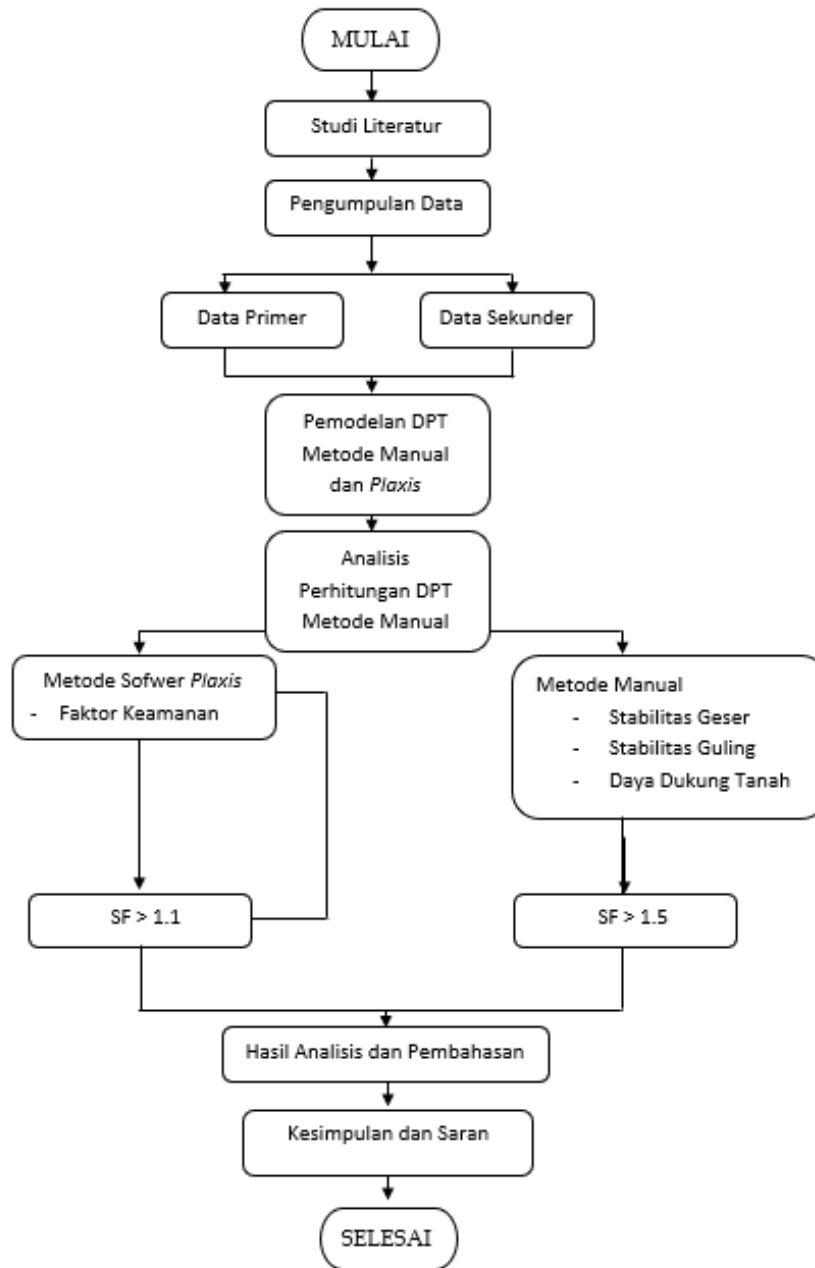 MULAI
Studi Literatur
Pengumpulan Data
Data Primer
Data Sekunder
Pemodelan DPT
Metode Manual
dan Plaxis
Analisis
Perhitungan DPT
Metode Manual
Metode Sofwer Plaxis
- Faktor Keamanan
Metode Manual
- Stabilitas Geser
- Stabilitas Guling
- Daya Dukung Tanah
SF > 1.1
SF > 1.5
Hasil Analisis dan Pembahasan
Kesimpulan dan Saran
SELESAI